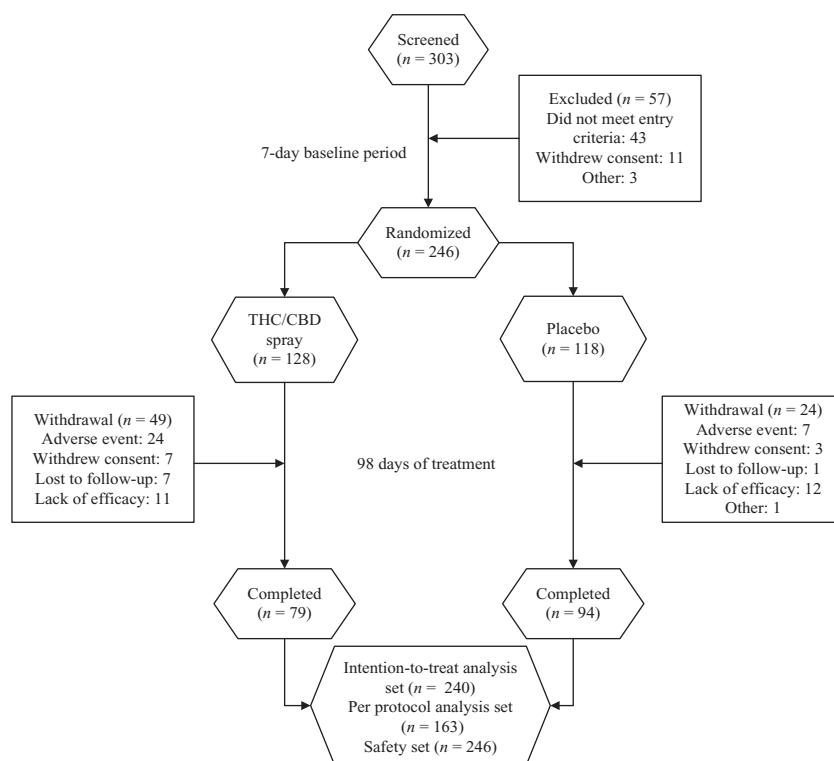 Screened
(n = 303)
Excluded (n = 57)
Did not meet entry
criteria: 43
Withdrew consent: 11
Other: 3
7-day baseline period
Randomized
(n = 246)
THC/CBD
spray
(n = 128)
Placebo
(n = 118)
Withdrawal (n = 49)
Adverse event: 24
Withdrew consent: 7
Lost to follow-up: 7
Lack of efficacy: 11
98 days of treatment
Withdrawal (n = 24)
Adverse event: 7
Withdrew consent: 3
Lost to follow-up: 1
Lack of efficacy: 12
Other: 1
Completed
(n = 79)
Completed
(n = 94)
Intention-to-treat analysis
set (n = 240)
Per protocol analysis set
(n = 163)
Safety set (n = 246)